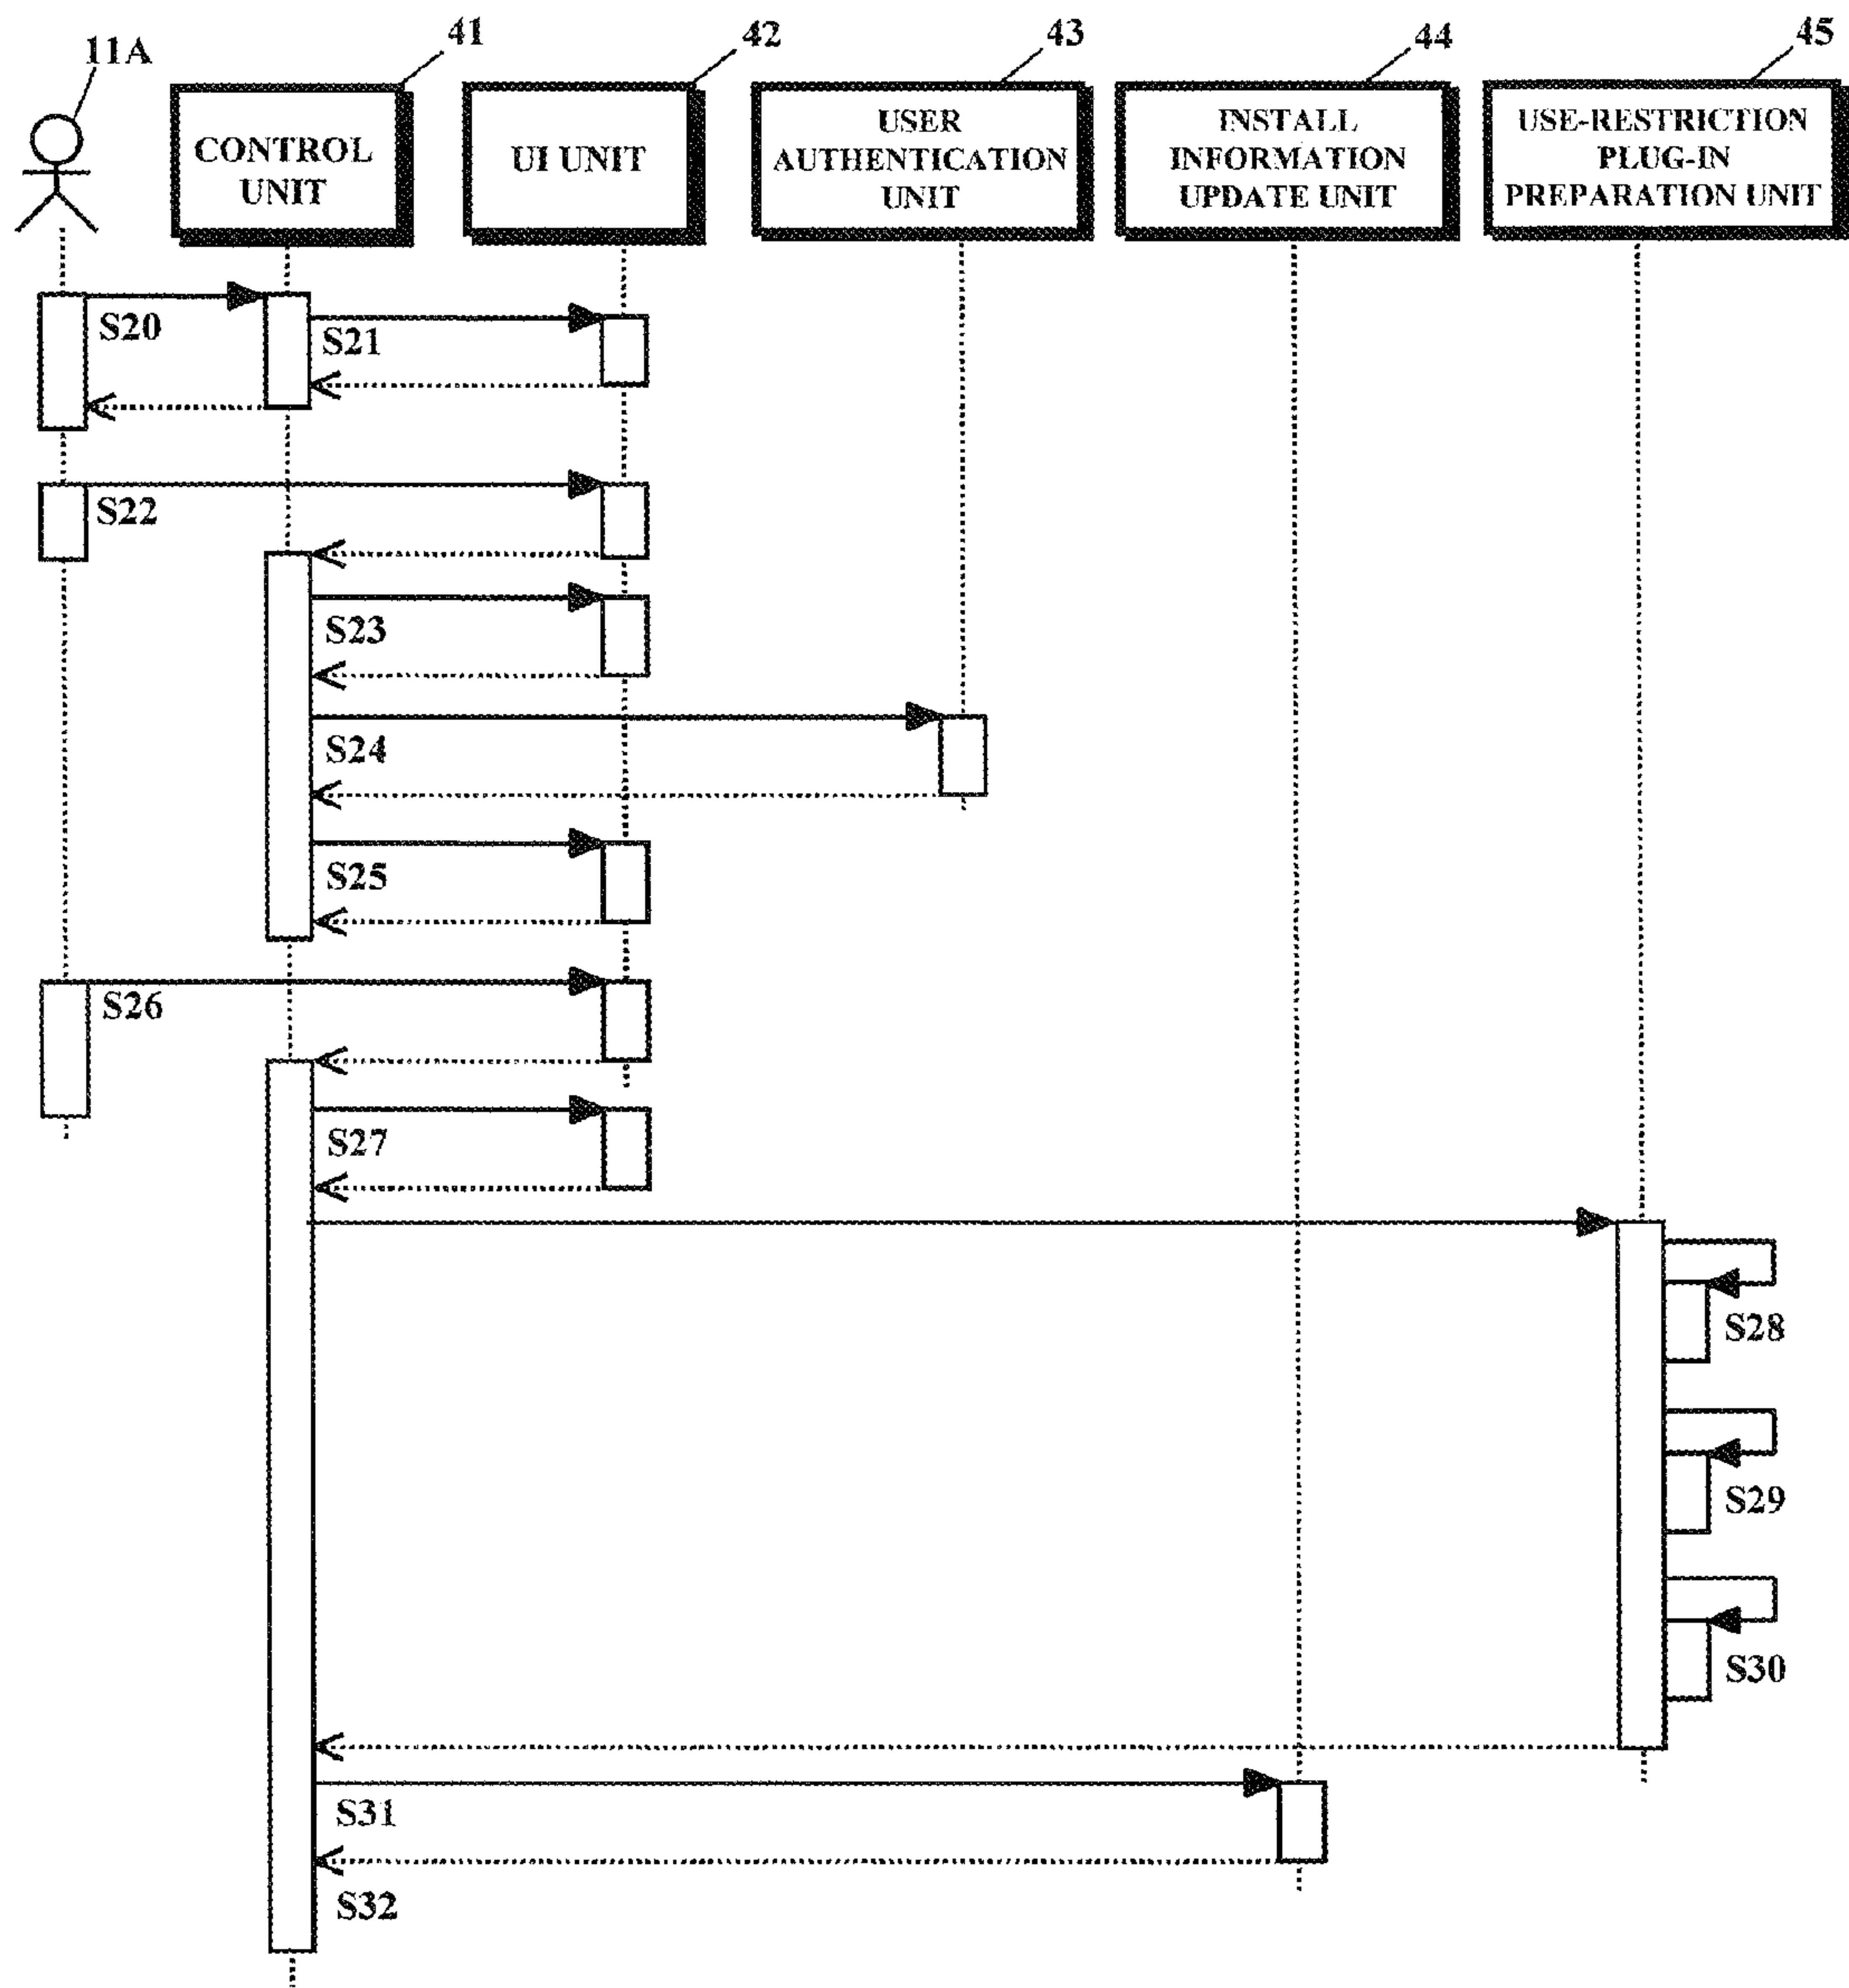 11A
41
42
43
44
45
CONTROL
UNIT
UI UNIT
USER
AUTHENTICATION
UNIT
INSTALL
INFORMATION
UPDATE UNIT
USE-RESTRICTION
PLUG-IN
PREPARATION UNIT
S20
S21
S22
S23
S24
S25
S26
S27
S28
S29
S30
S31
S32